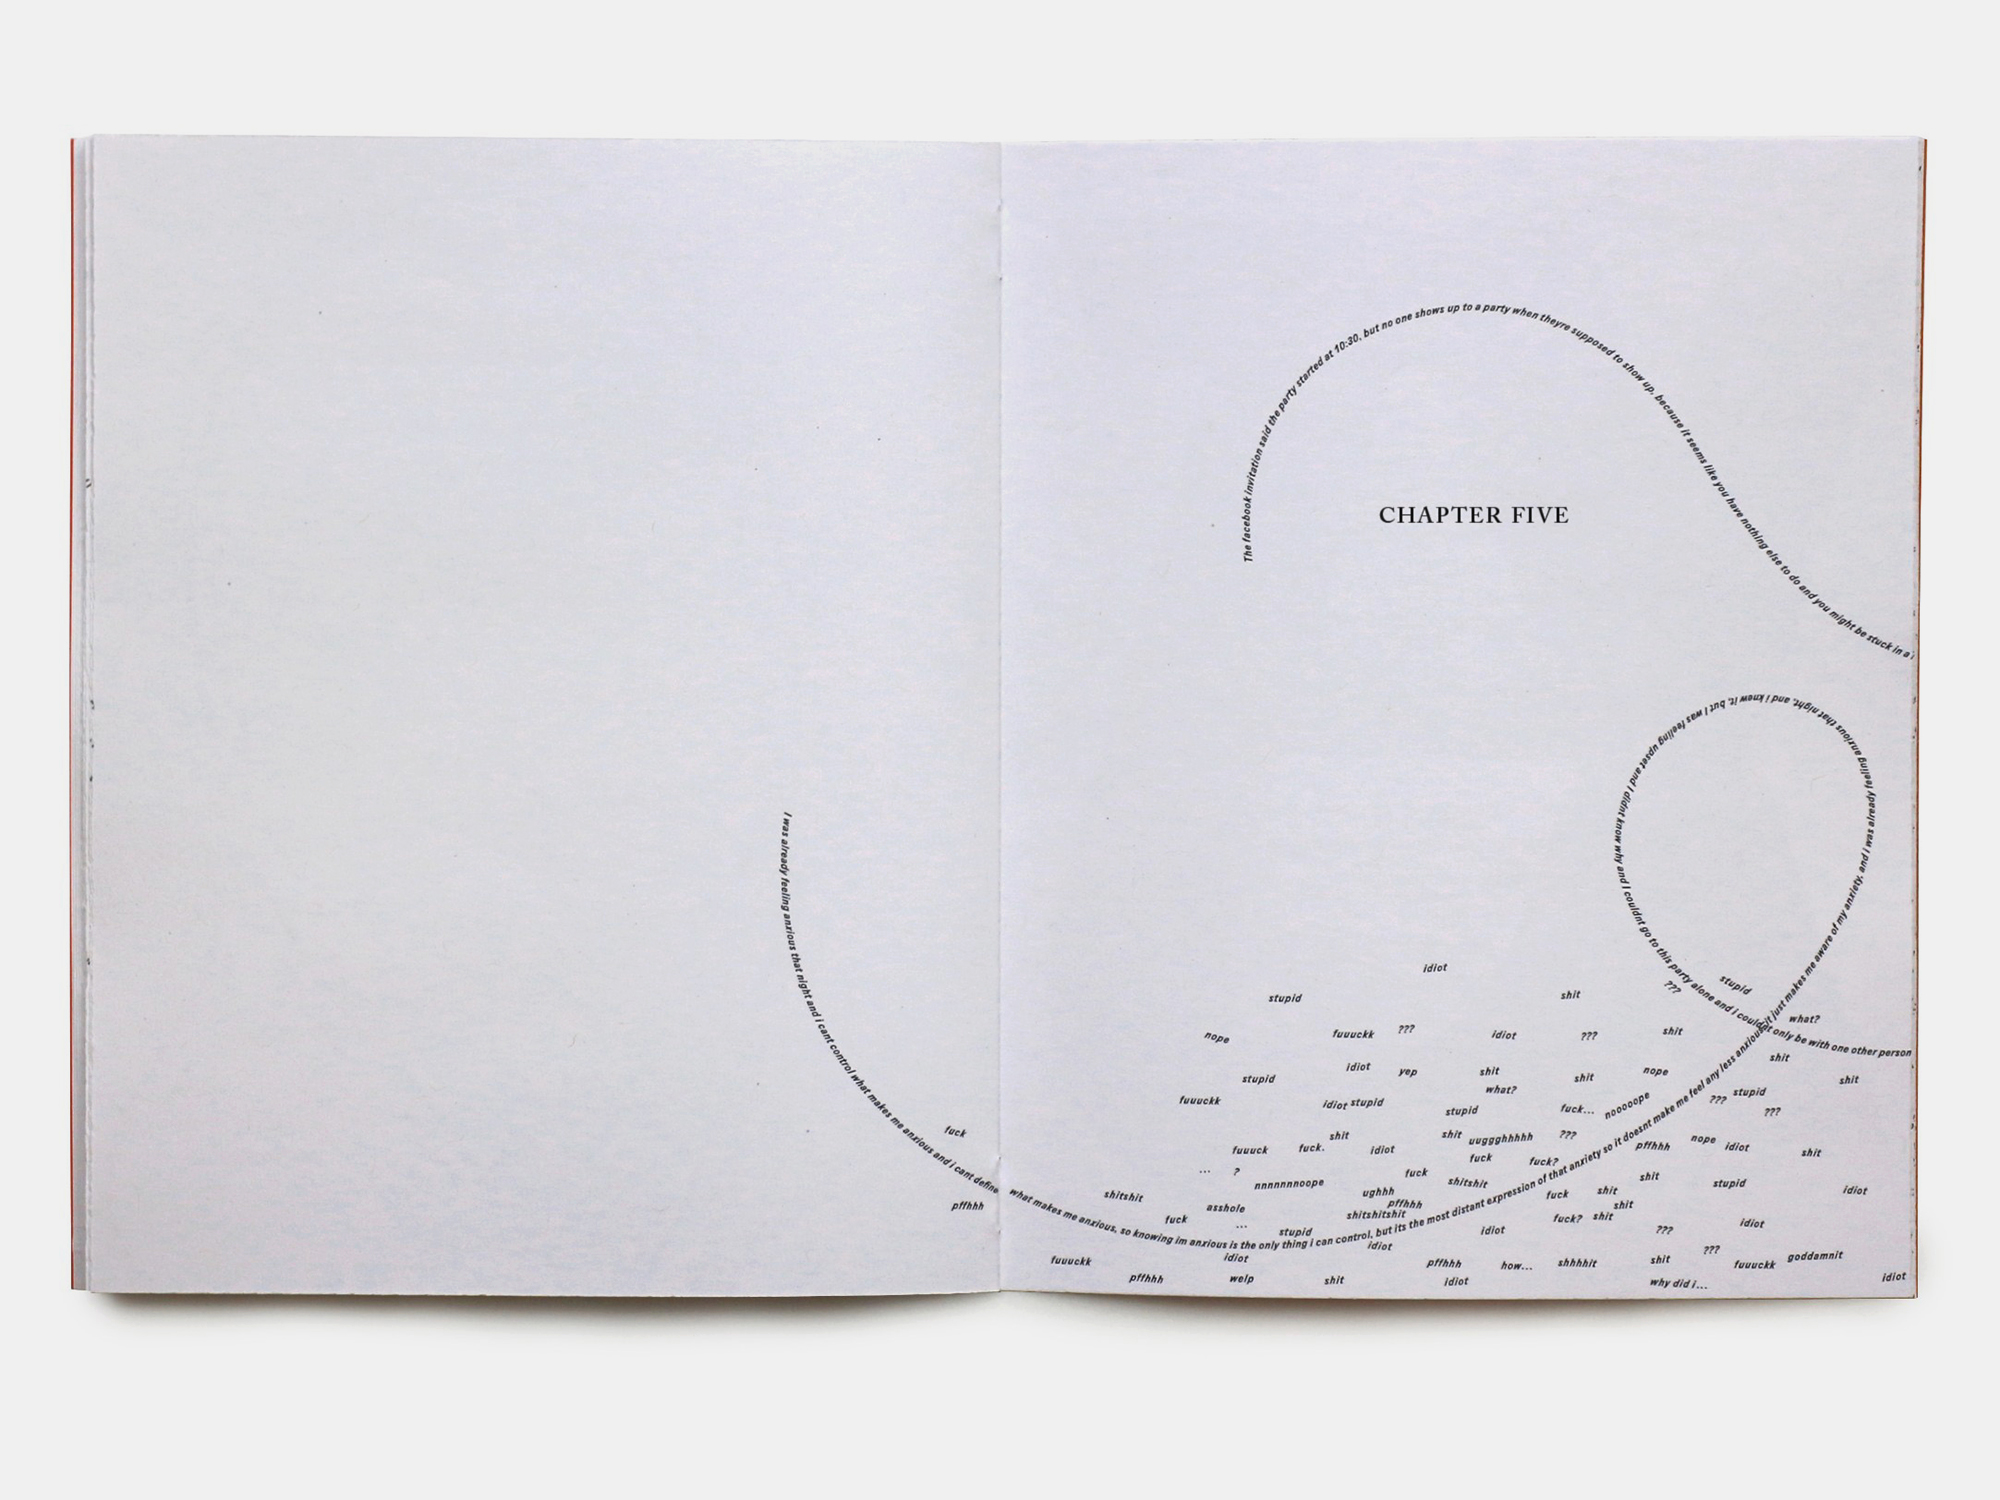 CHAPTER FIVE
The facebook invitation said the party started at 10:30, but no one shows up to a party when theyre supposed to show up, because it seems like you have nothing else to do and you might be stuck in a
I was already feeling anxious that night and i cant control what makes me anxious and i cant define what makes me anxious, so knowing im anxious is the only thing i can control, but its the most distant expression of that anxiety so it doesnt make me feel any less anxious it just makes me aware of my anxiety, and i was already feeling anxious that night, and i knew it, but I was feeling upset and I didnt know why and I couldnt go to this party alone and i couldnt only be with one other person
idiot
stupid
???
stupid
shit
nope
fuuuckk
???
idiot
???
shit
what?
idiot
yep
shit
shit
nope
shit
stupid
what?
shit
fuuuckk
idiot
stupid
stupid
fuck...
nooooope
???
stupid
???
fuck
shit
shit
uuggghhhhh
???
nope
fuuuck
fuck.
idiot
fuck
fuck?
pffhhh
idiot
shit
...
?
nnnnnnnoope
fuck
shitshit
shit
stupid
shitshit
ughhh
fuck
shit
idiot
pffhhh
asshole
pffhhh
shit
fuck
shitshitshit
fuck?
shit
...
stupid
idiot
???
idiot
idiot
???
fuuuckk
idiot
pffhhh
how...
shhhhit
shit
fuuuckk
goddamnit
pffhhh
welp
shit
idiot
why did i...
idiot